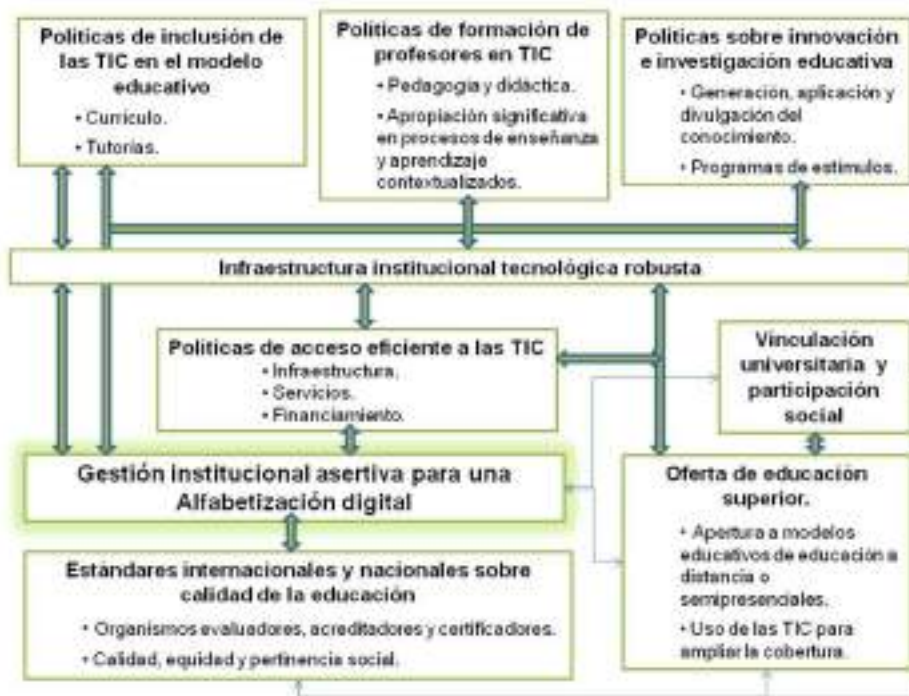 Políticas de inclusión de
las TIC en el modelo
educativo
• Currículo.
• Tutorías.
Políticas de formación de
profesores en TIC
• Pedagogía y didáctica.
• Apropiación significativa
en procesos de enseñanza
y aprendizaje
contextualizados.
Políticas sobre innovación
e investigación educativa
• Generación, aplicación y
divulgación del
conocimiento.
• Programas de estímulos.
Infraestructura institucional tecnológica robusta
Políticas de acceso eficiente a las TIC
• Infraestructura.
• Servicios.
• Financiamiento.
Vinculación
universitaria y
participación
social
Gestión institucional asertiva para una
Alfabetización digital
Oferta de educación
superior.
• Apertura a modelos
educativos de educación a
distancia o
semipresenciales.
• Uso de las TIC para
ampliar la cobertura.
Estándares internacionales y nacionales sobre
calidad de la educación
• Organismos evaluadores, acreditadores y certificadores.
• Calidad, equidad y pertinencia social.